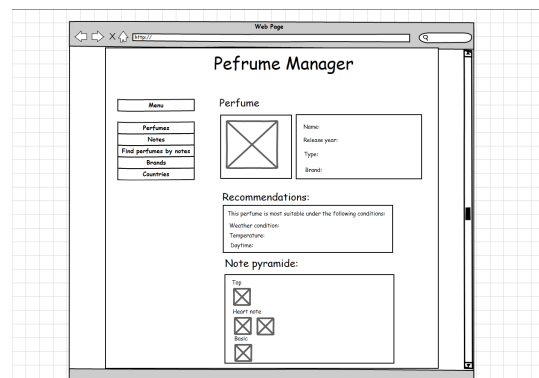 Web Page
http://
Pefrume Manager
Menu
Perfumes
Notes
Find perfumes by notes
Brands
Countries
Perfume
Name:
Release year:
Type:
Brand:
Recommendations:
This perfume is most suitable under the following conditions:
Weather condition:
Temperature:
Daytime:
Note pyramide:
Top
Heart note
Basic